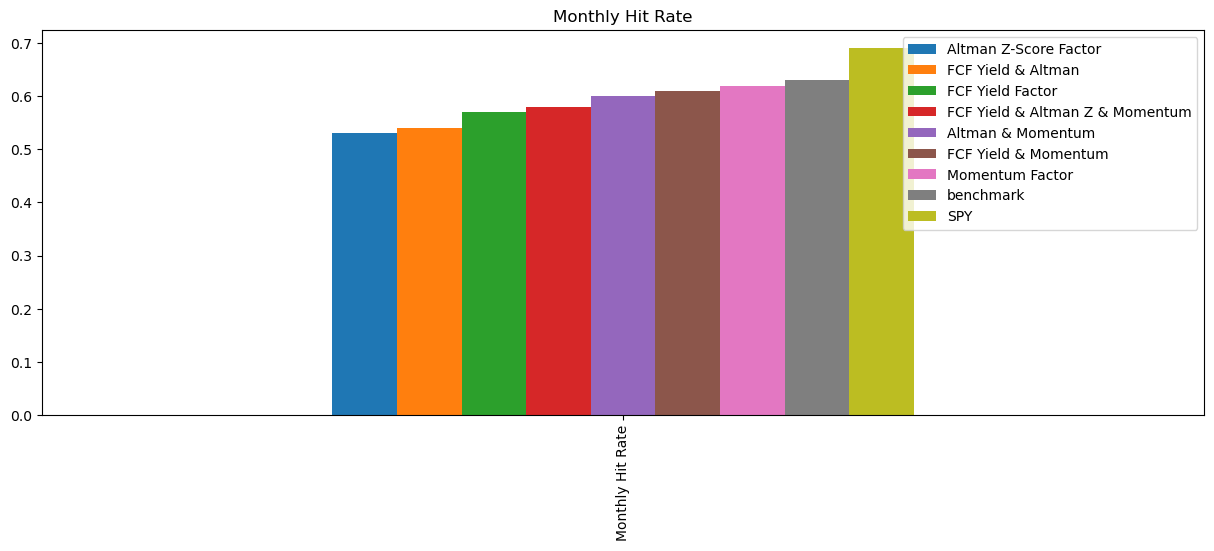 Monthly Hit Rate
0.7
0.6
0.5
0.4
0.3
0.2
0.1
0.0
Altman Z-Score Factor
FCF Yield & Altman
FCF Yield Factor
FCF Yield & Altman Z & Momentum
Altman & Momentum
FCF Yield & Momentum
Momentum Factor
benchmark
SPY
Monthly Hit Rate